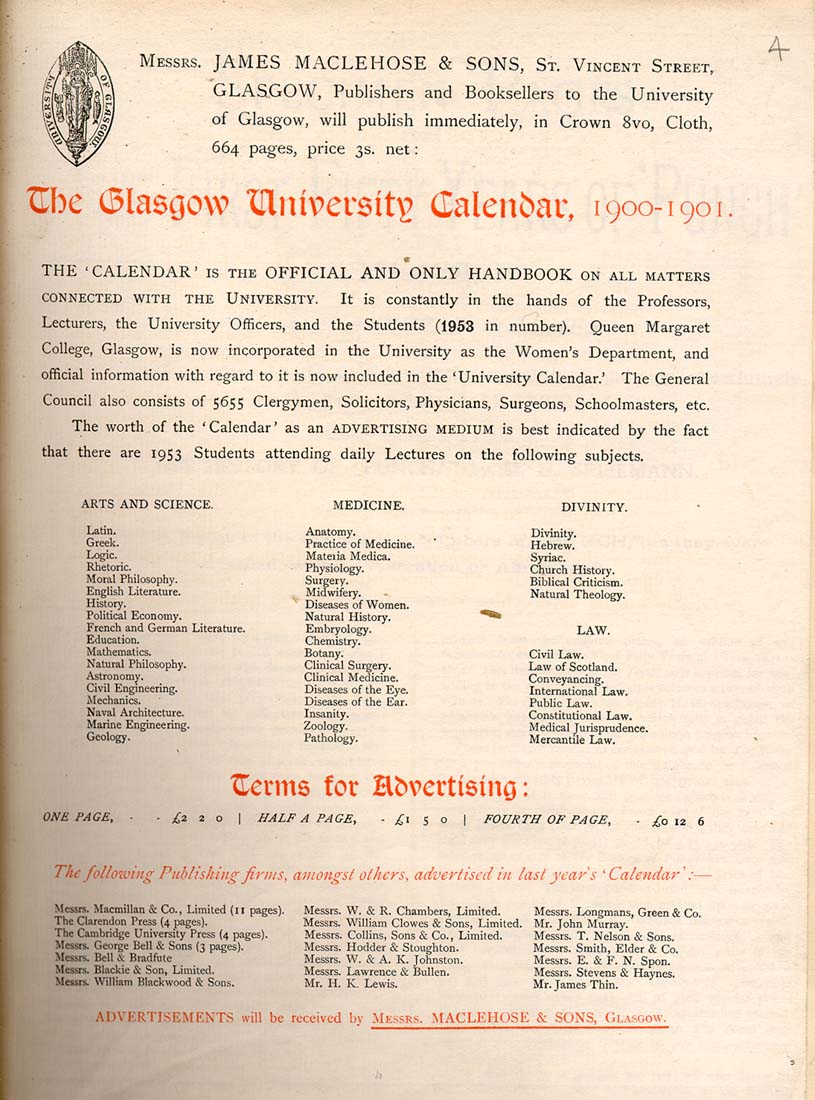 4
UNIVERSITY OF GLASGOW
MESSRS. JAMES MACLEHOSE & SONS, ST. VINCENT STREET,
GLASGOW, Publishers and Booksellers to the University
of Glasgow, will publish immediately, in Crown 8vo, Cloth,
664 pages, price 3s. net :
The Glasgow University Calendar, 1900-1901.
THE ‘CALENDAR’ IS THE OFFICIAL AND ONLY HANDBOOK ON ALL MATTERS
CONNECTED WITH THE UNIVERSITY. It is constantly in the hands of the Professors,
Lecturers, the University Officers, and the Students (1953 in number). Queen Margaret
College, Glasgow, is now incorporated in the University as the Women’s Department, and
official information with regard to it is now included in the ‘University Calendar.’ The General
Council also consists of 5655 Clergymen, Solicitors, Physicians, Surgeons, Schoolmasters, etc.
The worth of the ‘Calendar’ as an ADVERTISING MEDIUM is best indicated by the fact
that there are 1953 Students attending daily Lectures on the following subjects.
ARTS AND SCIENCE.
Latin.
Greek.
Logic.
Rhetoric.
Moral Philosophy.
English Literature.
History.
Political Economy.
French and German Literature.
Education.
Mathematics.
Natural Philosophy.
Astronomy.
Civil Engineering.
Mechanics.
Naval Architecture.
Marine Engineering.
Geology.
MEDICINE.
Anatomy.
Practice of Medicine.
Materia Medica.
Physiology.
Surgery.
Midwifery.
Diseases of Women.
Natural History.
Embryology.
Chemistry.
Botany.
Clinical Surgery.
Clinical Medicine.
Diseases of the Eye.
Diseases of the Ear.
Insanity.
Zoology.
Pathology.
DIVINITY.
Divinity.
Hebrew.
Syriac.
Church History.
Biblical Criticism.
Natural Theology.
LAW.
Civil Law.
Law of Scotland.
Conveyancing.
International Law.
Public Law.
Constitutional Law.
Medical Jurisprudence.
Mercantile Law.
Terms for Advertising :
ONE PAGE, - - £2 2 0 | HALF A PAGE, - £1 5 0 | FOURTH OF PAGE, - £0 12 6
The following Publishing firms, amongst others, advertised in last year’s ‘Calendar’ :—
Messrs. Macmillan & Co., Limited (11 pages).
The Clarendon Press (4 pages).
The Cambridge University Press (4 pages).
Messrs. George Bell & Sons (3 pages).
Messrs. Bell & Bradfute
Messrs. Blackie & Son, Limited.
Messrs. William Blackwood & Sons.
Messrs. W. & R. Chambers, Limited.
Messrs. William Clowes & Sons, Limited.
Messrs. Collins, Sons & Co., Limited.
Messrs. Hodder & Stoughton.
Messrs. W. & A. K. Johnston.
Messrs. Lawrence & Bullen.
Mr. H. K. Lewis.
Messrs. Longmans, Green & Co.
Mr. John Murray.
Messrs. T. Nelson & Sons.
Messrs. Smith, Elder & Co.
Messrs. E. & F. N. Spon.
Messrs. Stevens & Haynes.
Mr. James Thin.
ADVERTISEMENTS will be received by MESSRS. MACLEHOSE & SONS, GLASGOW.